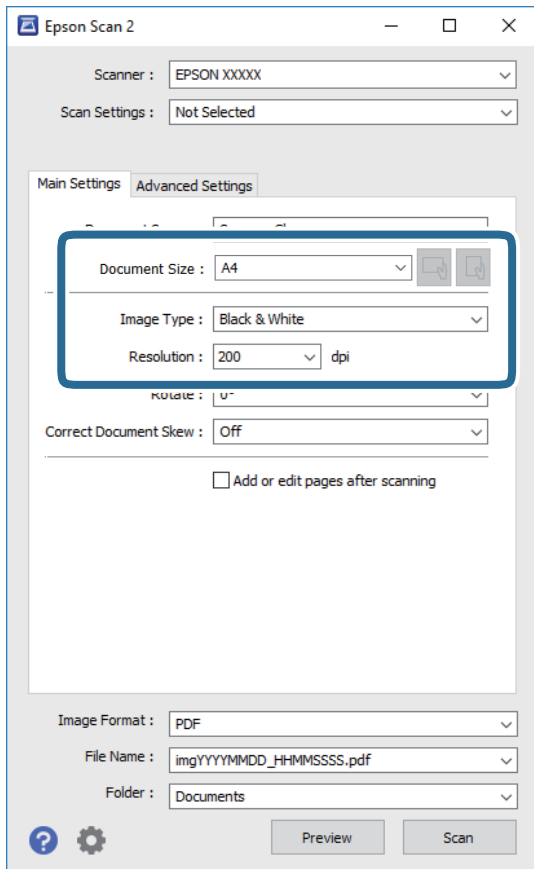 Epson Scan 2
Scanner : EPSON XXXXX
Scan Settings : Not Selected
Main Settings Advanced Settings
Document Size : A4
Image Type : Black & White
Resolution : 200 dpi
Rotate : 0°
Correct Document Skew : Off
Add or edit pages after scanning
Image Format : PDF
File Name : imgYYYYMMDD_HHMMSSSS.pdf
Folder : Documents
? Preview Scan